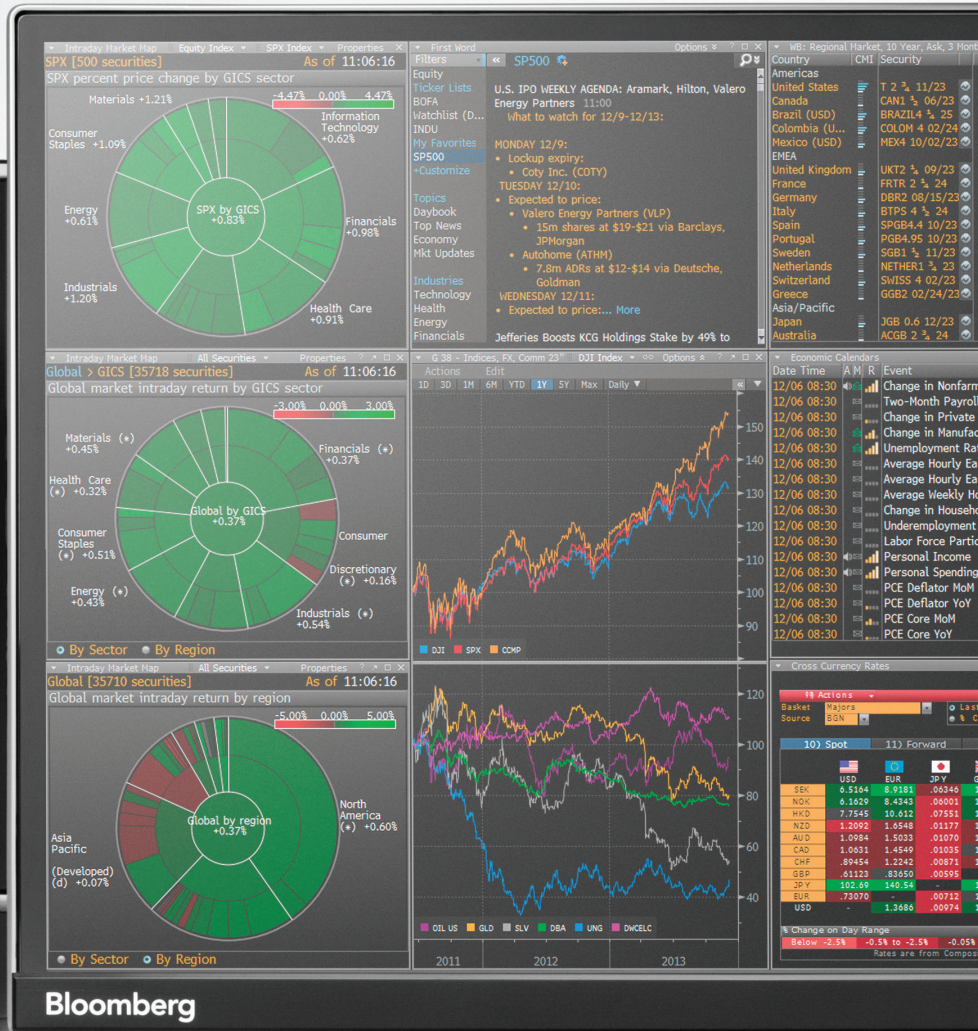 Intraday Market Map Equity Index SPX Index Properties
SPX [500 securities] As of 11:06:16
SPX percent price change by GICS sector
-4.47% 0.00% 4.47%
Materials +1.21%
Information
Technology
+0.62%
Consumer
Staples +1.09%
Energy
+0.61%
SPX by GICS
+0.83%
Financials
+0.98%
Industrials
+1.20%
Health Care
+0.91%
Intraday Market Map All Securities Properties
Global > GICS [35718 securities] As of 11:06:16
Global market intraday return by GICS sector
-3.00% 0.00% 3.00%
Materials (*)
+0.45%
Financials (*)
+0.37%
Health Care
(*) +0.32%
Global by GICS
+0.37%
Consumer
Staples
(*) +0.51%
Consumer
Discretionary
(*) +0.16%
Energy (*)
+0.43%
Industrials (*)
+0.54%
By Sector By Region
Intraday Market Map All Securities Properties
Global [35710 securities] As of 11:06:16
Global market intraday return by region
-5.00% 0.00% 5.00%
North
America
(*) +0.60%
Global by region
+0.37%
Asia
Pacific
(Developed)
(d) +0.07%
By Sector By Region
First Word Options
Filters
Equity
Ticker Lists
BOFA
Watchlist (D...
INDU
My Favorites
SP500
+Customize
Topics
Daybook
Top News
Economy
Mkt Updates
Industries
Technology
Health
Energy
Financials
« SP500
U.S. IPO WEEKLY AGENDA: Aramark, Hilton, Valero
Energy Partners 11:00
What to watch for 12/9-12/13:
MONDAY 12/9:
• Lockup expiry:
• Coty Inc. (COTY)
TUESDAY 12/10:
• Expected to price:
• Valero Energy Partners (VLP)
• 15m shares at $19-$21 via Barclays,
JPMorgan
• Autohome (ATHM)
• 7.8m ADRs at $12-$14 via Deutsche,
Goldman
WEDNESDAY 12/11:
• Expected to price:... More
Jefferies Boosts KCG Holdings Stake by 49% to
G 38 - Indices, FX, Comm 23" DJI Index Options
Actions Edit
1D 3D 1M 6M YTD 1Y 5Y Max Daily
150
140
130
120
110
100
90
DJI SPX CCMP
120
100
80
60
40
OIL US GLD SLV DBA UNG DWCELC
2011 2012 2013
WB: Regional Market, 10 Year, Ask, 3 Mont
Country CMI Security
Americas
United States T 2 ¾ 11/23
Canada CAN1 ½ 06/23
Brazil (USD) BRAZIL4 ¼ 25
Colombia (U... COLOM 4 02/24
Mexico (USD) MEX4 10/02/23
EMEA
United Kingdom UKT2 ¼ 09/23
France FRTR 2 ¼ 24
Germany DBR2 08/15/23
Italy BTPS 4 ½ 24
Spain SPGB4.4 10/23
Portugal PGB4.95 10/23
Sweden SGB1 ½ 11/23
Netherlands NETHER1 ¾ 23
Switzerland SWISS 4 02/23
Greece GGB2 02/24/23
Asia/Pacific
Japan JGB 0.6 12/23
Australia ACGB 2 ¾ 24
Economic Calendars
Date Time A M R Event
12/06 08:30 Change in Nonfarm
12/06 08:30 Two-Month Payroll
12/06 08:30 Change in Private
12/06 08:30 Change in Manufac
12/06 08:30 Unemployment Rat
12/06 08:30 Average Hourly Ea
12/06 08:30 Average Hourly Ea
12/06 08:30 Average Weekly Ho
12/06 08:30 Change in Househo
12/06 08:30 Underemployment
12/06 08:30 Labor Force Partic
12/06 08:30 Personal Income
12/06 08:30 Personal Spending
12/06 08:30 PCE Deflator MoM
12/06 08:30 PCE Deflator YoY
12/06 08:30 PCE Core MoM
12/06 08:30 PCE Core YoY
Cross Currency Rates
Actions
Basket Majors Last
Source BGN % C
10) Spot 11) Forward
USD EUR JPY
SEK 6.5164 8.9181 .06346
NOK 6.1629 8.4343 .06001
HKD 7.7545 10.612 .07551
NZD 1.2092 1.6548 .01177
AUD 1.0984 1.5033 .01070
CAD 1.0631 1.4549 .01035
CHF .89454 1.2242 .00871
GBP .61123 .83650 .00595
JPY 102.69 140.54 -
EUR .73070 - .00712
USD - 1.3686 .00974
% Change on Day Range
Below -2.5% -0.5% to -2.5% -0.05%
Rates are from Compos
Bloomberg